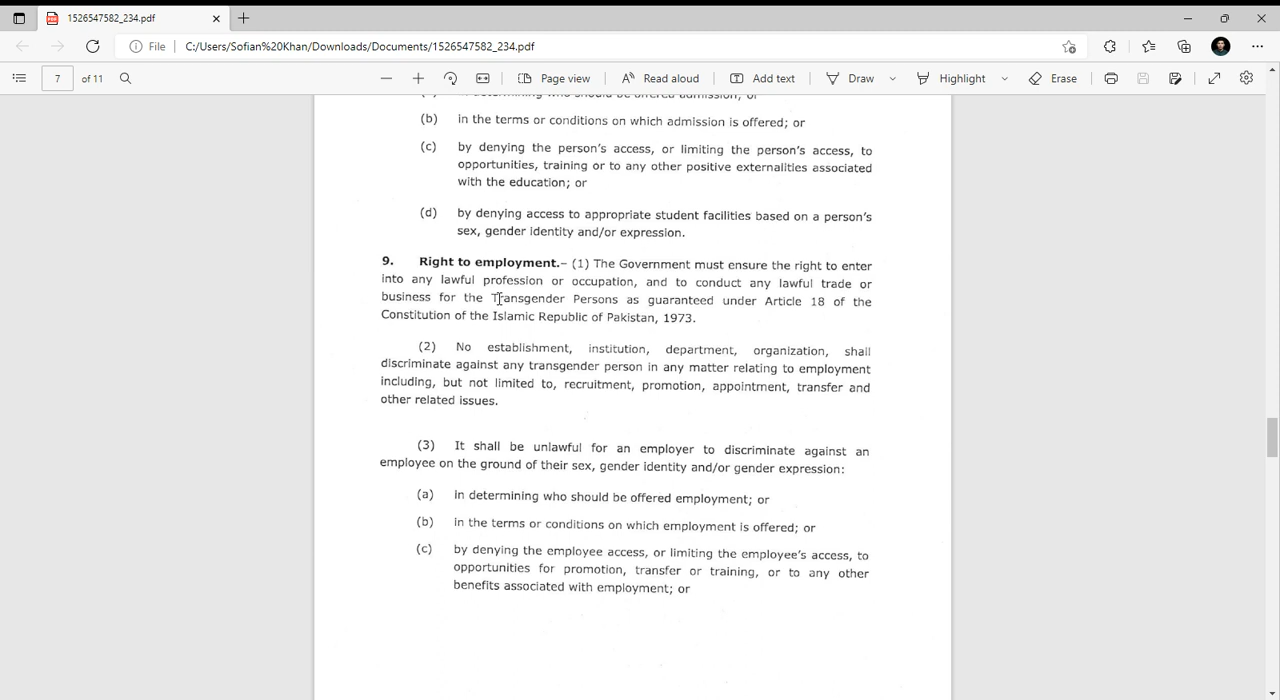 1526547582_234.pdf
File
C:/Users/Sofian%20Khan/Downloads/Documents/1526547582_234.pdf
7 of 11
Page view
Read aloud
Add text
Draw
Highlight
Erase
in determining who should be offered admission; or
(b) in the terms or conditions on which admission is offered; or
(c) by denying the person's access, or limiting the person's access, to
opportunities, training or to any other positive externalities associated
with the education; or
(d) by denying access to appropriate student facilities based on a person's
sex, gender identity and/or expression.
9. Right to employment.– (1) The Government must ensure the right to enter
into any lawful profession or occupation, and to conduct any lawful trade or
business for the Transgender Persons as guaranteed under Article 18 of the
Constitution of the Islamic Republic of Pakistan, 1973.
(2) No establishment, institution, department, organization, shall
discriminate against any transgender person in any matter relating to employment
including, but not limited to, recruitment, promotion, appointment, transfer and
other related issues.
(3) It shall be unlawful for an employer to discriminate against an
employee on the ground of their sex, gender identity and/or gender expression:
(a) in determining who should be offered employment; or
(b) in the terms or conditions on which employment is offered; or
(c) by denying the employee access, or limiting the employee's access, to
opportunities for promotion, transfer or training, or to any other
benefits associated with employment; or